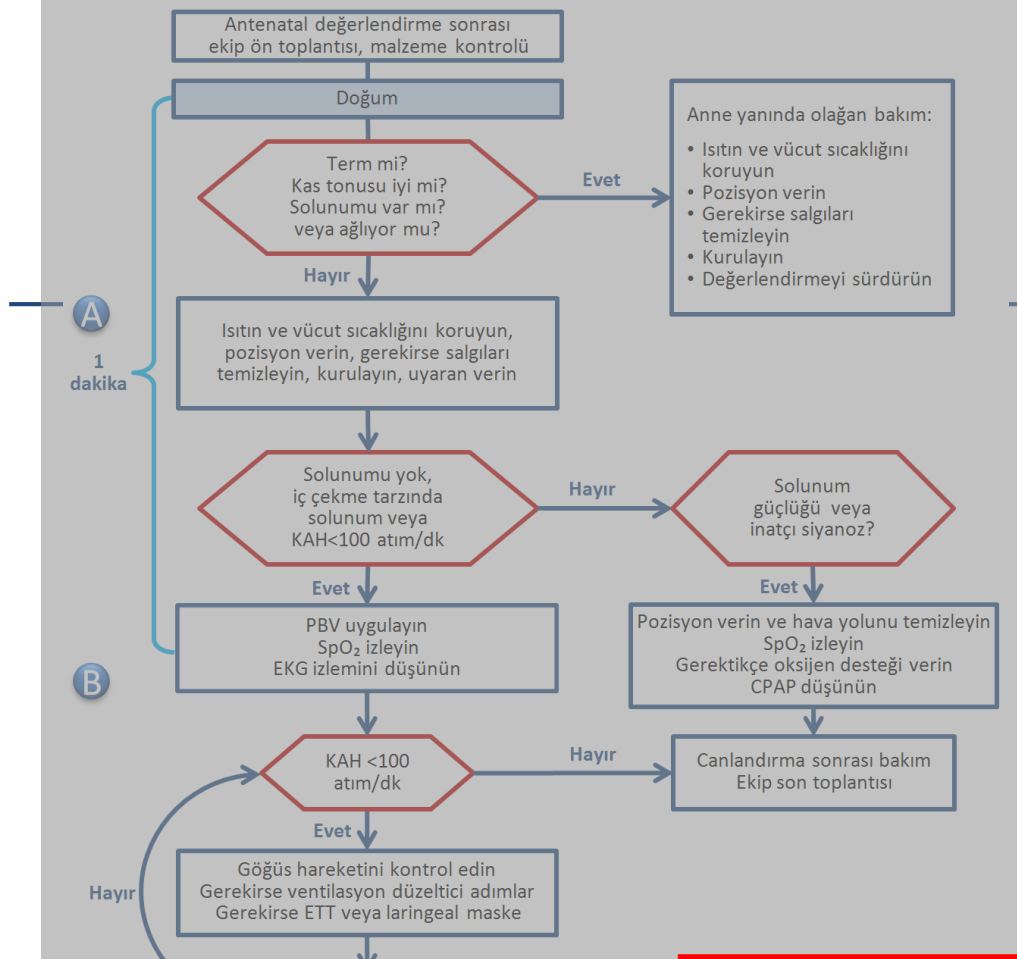 Antenatal değerlendirme sonrası
ekip ön toplantısı, malzeme kontrolü
Doğum
Term mi?
Kas tonusu iyi mi?
Solunumu var mı?
veya ağlıyor mu?
Evet
Anne yanında olağan bakım:
• Isıtın ve vücut sıcaklığını
koruyun
• Pozisyon verin
• Gerekirse salgıları
temizleyin
• Kurulayın
• Değerlendirmeyi sürdürün
Hayır
A
1
dakika
Isıtın ve vücut sıcaklığını koruyun,
pozisyon verin, gerekirse salgıları
temizleyin, kurulayın, uyaran verin
Solunumu yok,
iç çekme tarzında
solunum veya
KAH<100 atım/dk
Hayır
Solunum
güçlüğü veya
inatçı siyanoz?
Evet
Evet
PBV uygulayın
SpO₂ izleyin
EKG izlemini düşünün
Pozisyon verin ve hava yolunu temizleyin
SpO₂ izleyin
Gerektikçe oksijen desteği verin
CPAP düşünün
B
KAH <100
atım/dk
Hayır
Canlandırma sonrası bakım
Ekip son toplantısı
Evet
Göğüs hareketini kontrol edin
Gerekirse ventilasyon düzeltici adımlar
Gerekirse ETT veya laringeal maske
Hayır